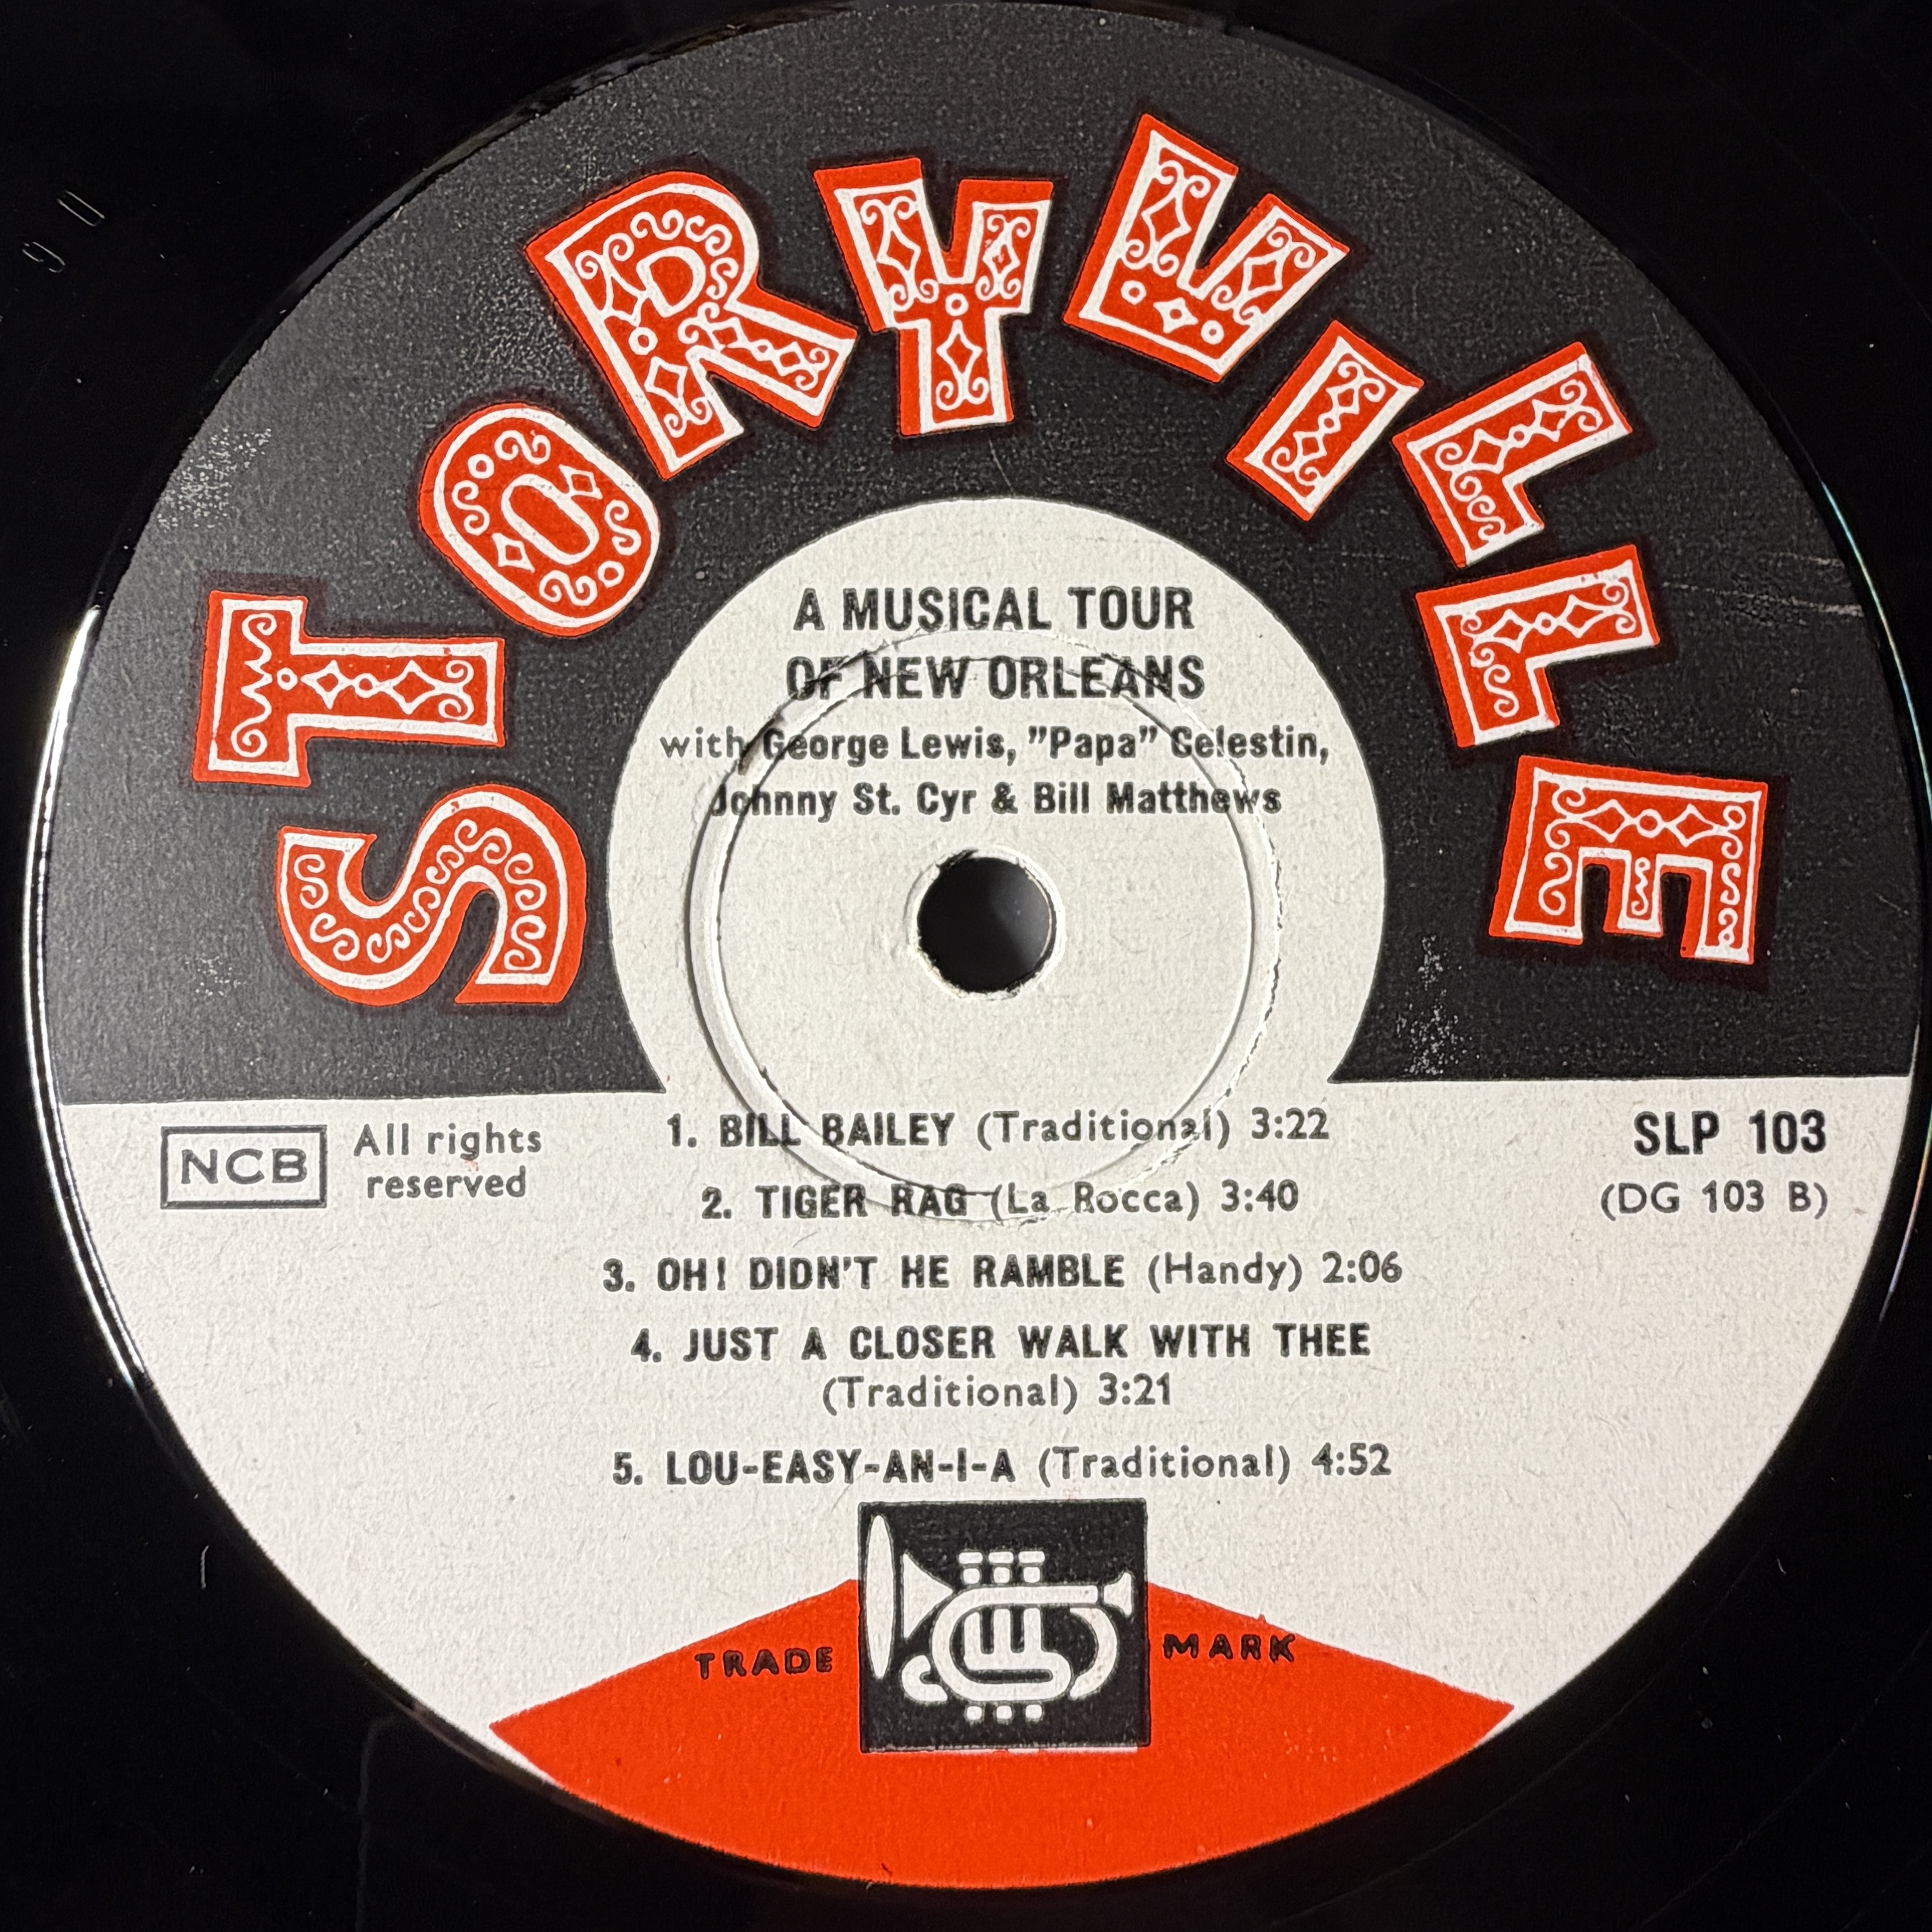 STORYVILLE
A MUSICAL TOUR
OF NEW ORLEANS
with George Lewis, "Papa" Celestin,
Johnny St. Cyr & Bill Matthews
NCB
All rights
reserved
SLP 103
(DG 103 B)
1. BILL BAILEY (Traditional) 3:22
2. TIGER RAG (La Rocca) 3:40
3. OH! DIDN'T HE RAMBLE (Handy) 2:06
4. JUST A CLOSER WALK WITH THEE
(Traditional) 3:21
5. LOU-EASY-AN-I-A (Traditional) 4:52
TRADE MARK